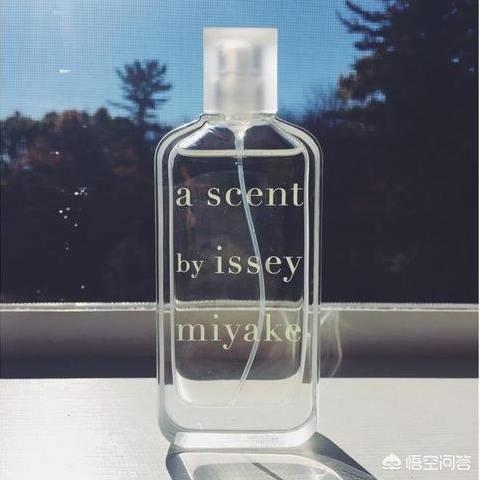 a scent
by issey
miyake
悟空问答